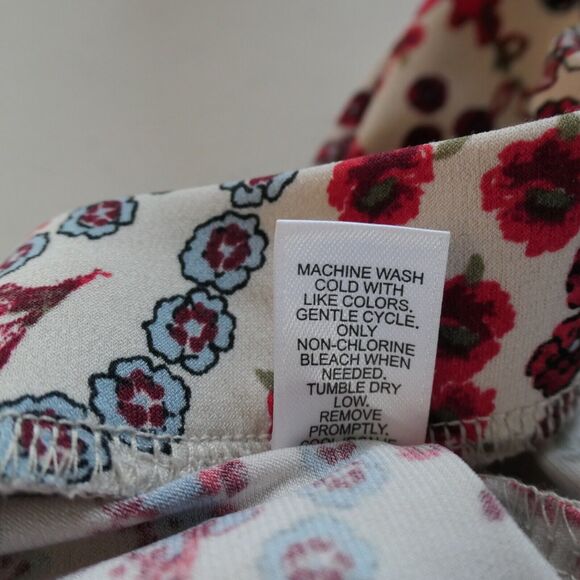 MACHINE WASH
COLD WITH
LIKE COLORS,
GENTLE CYCLE.
ONLY
NON-CHLORINE
BLEACH WHEN
NEEDED.
TUMBLE DRY
LOW.
REMOVE
PROMPTLY.